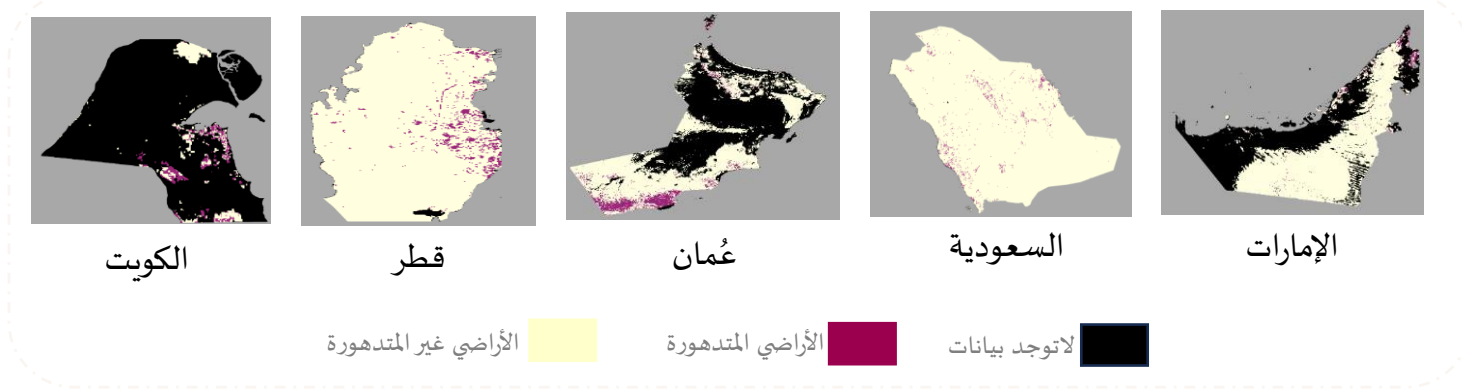 الإمارات
السعودية
عُمان
قطر
الكويت
لاتوجد بيانات
الأراضي المتدهورة
الأراضي غير المتدهورة